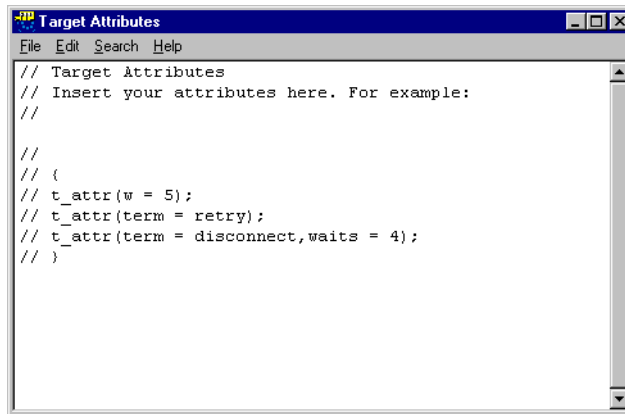 Target Attributes
File Edit Search Help
// Target Attributes
// Insert your attributes here. For example:
//
//
// {
// t_attr(w = 5);
// t_attr(term = retry);
// t_attr(term = disconnect,waits = 4);
// }